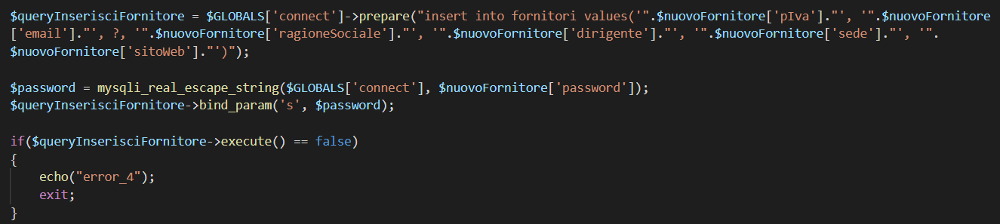 $queryInserisciFornitore = $GLOBALS['connect']->prepare("insert into fornitori values('".$nuovoFornitore['pIva']."', '".$nuovoFornitore
['email']."', ?, '".$nuovoFornitore['ragioneSociale']."', '".$nuovoFornitore['dirigente']."', '".$nuovoFornitore['sede']."', '".
$nuovoFornitore['sitoWeb']."')");
$password = mysqli_real_escape_string($GLOBALS['connect'], $nuovoFornitore['password']);
$queryInserisciFornitore->bind_param('s', $password);
if($queryInserisciFornitore->execute() == false)
{
echo("error_4");
exit;
}